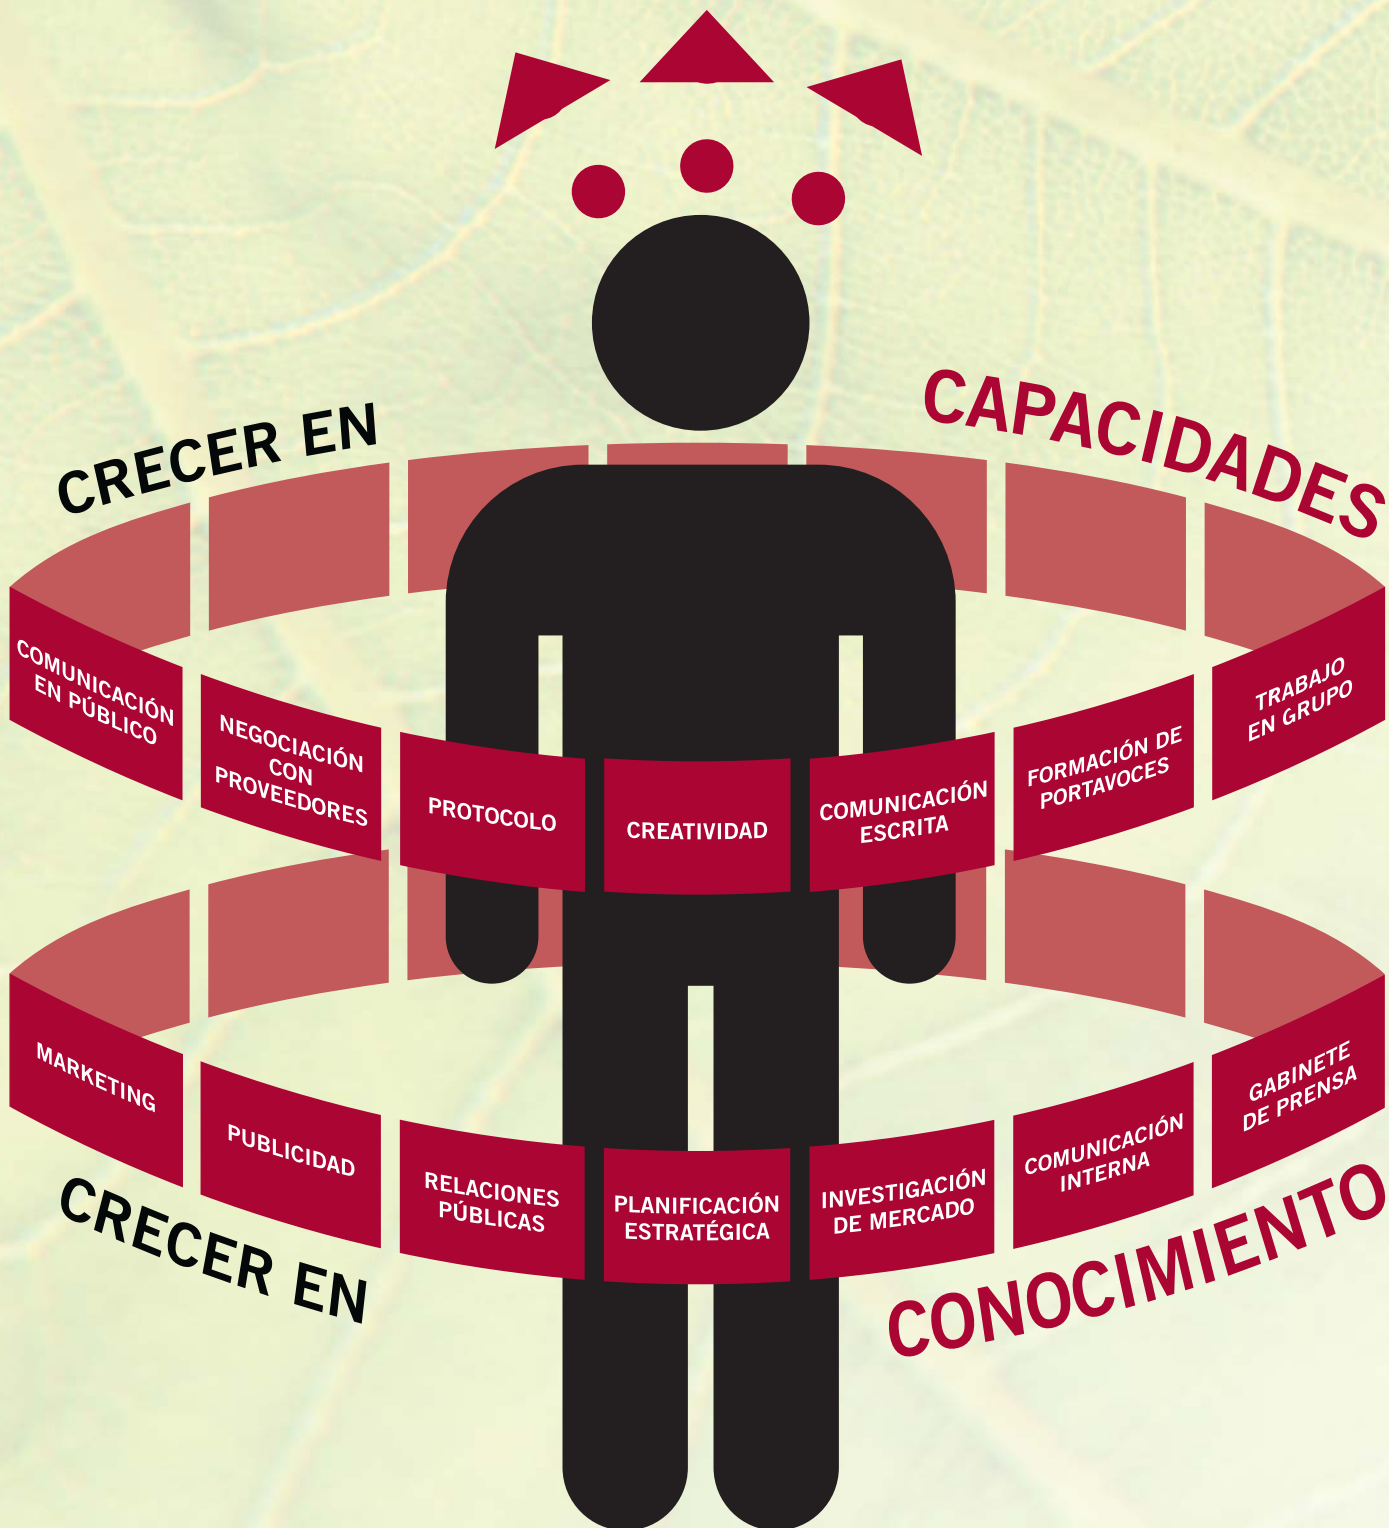 CRECER EN
CAPACIDADES
COMUNICACIÓN
EN PÚBLICO
NEGOCIACIÓN
CON
PROVEEDORES
PROTOCOLO
CREATIVIDAD
COMUNICACIÓN
ESCRITA
FORMACIÓN DE
PORTAVOCES
TRABAJO
EN GRUPO
MARKETING
PUBLICIDAD
RELACIONES
PÚBLICAS
PLANIFICACIÓN
ESTRATÉGICA
INVESTIGACIÓN
DE MERCADO
COMUNICACIÓN
INTERNA
GABINETE
DE PRENSA
CRECER EN
CONOCIMIENTO